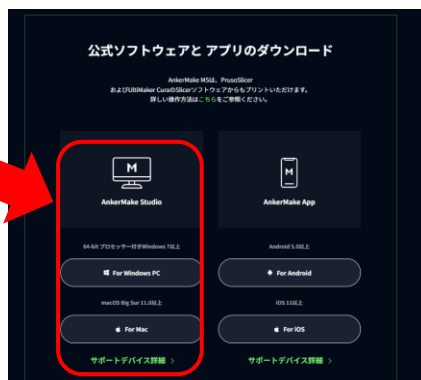 公式ソフトウェアと アプリのダウンロード
AnkerMake M5は、PrusaSlicer
およびUltiMaker CuraのSlicerソフトウェアからもプリントいただけます。
詳しい操作方法はこちらをご参照ください。
M
AnkerMake Studio
64-bit プロセッサー付きWindows 7以上
For Windows PC
macOS Big Sur 11.0以上
For Mac
サポートデバイス詳細 >
M
AnkerMake App
Android 5.0以上
For Android
iOS 11以上
For iOS
サポートデバイス詳細 >